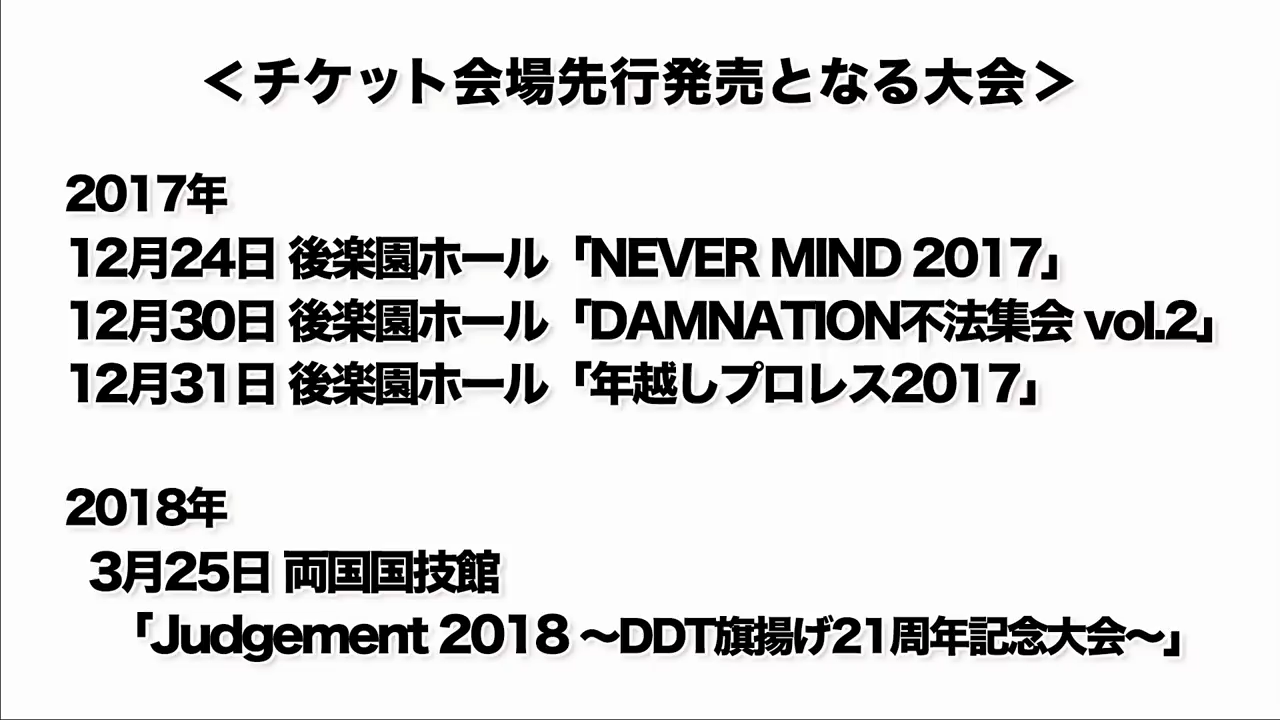 ＜チケット会場先行発売となる大会＞
2017年
12月24日 後楽園ホール「NEVER MIND 2017」
12月30日 後楽園ホール「DAMNATION不法集会 vol.2」
12月31日 後楽園ホール「年越しプロレス2017」
2018年
3月25日 両国国技館
「Judgement 2018 〜DDT旗揚げ21周年記念大会〜」